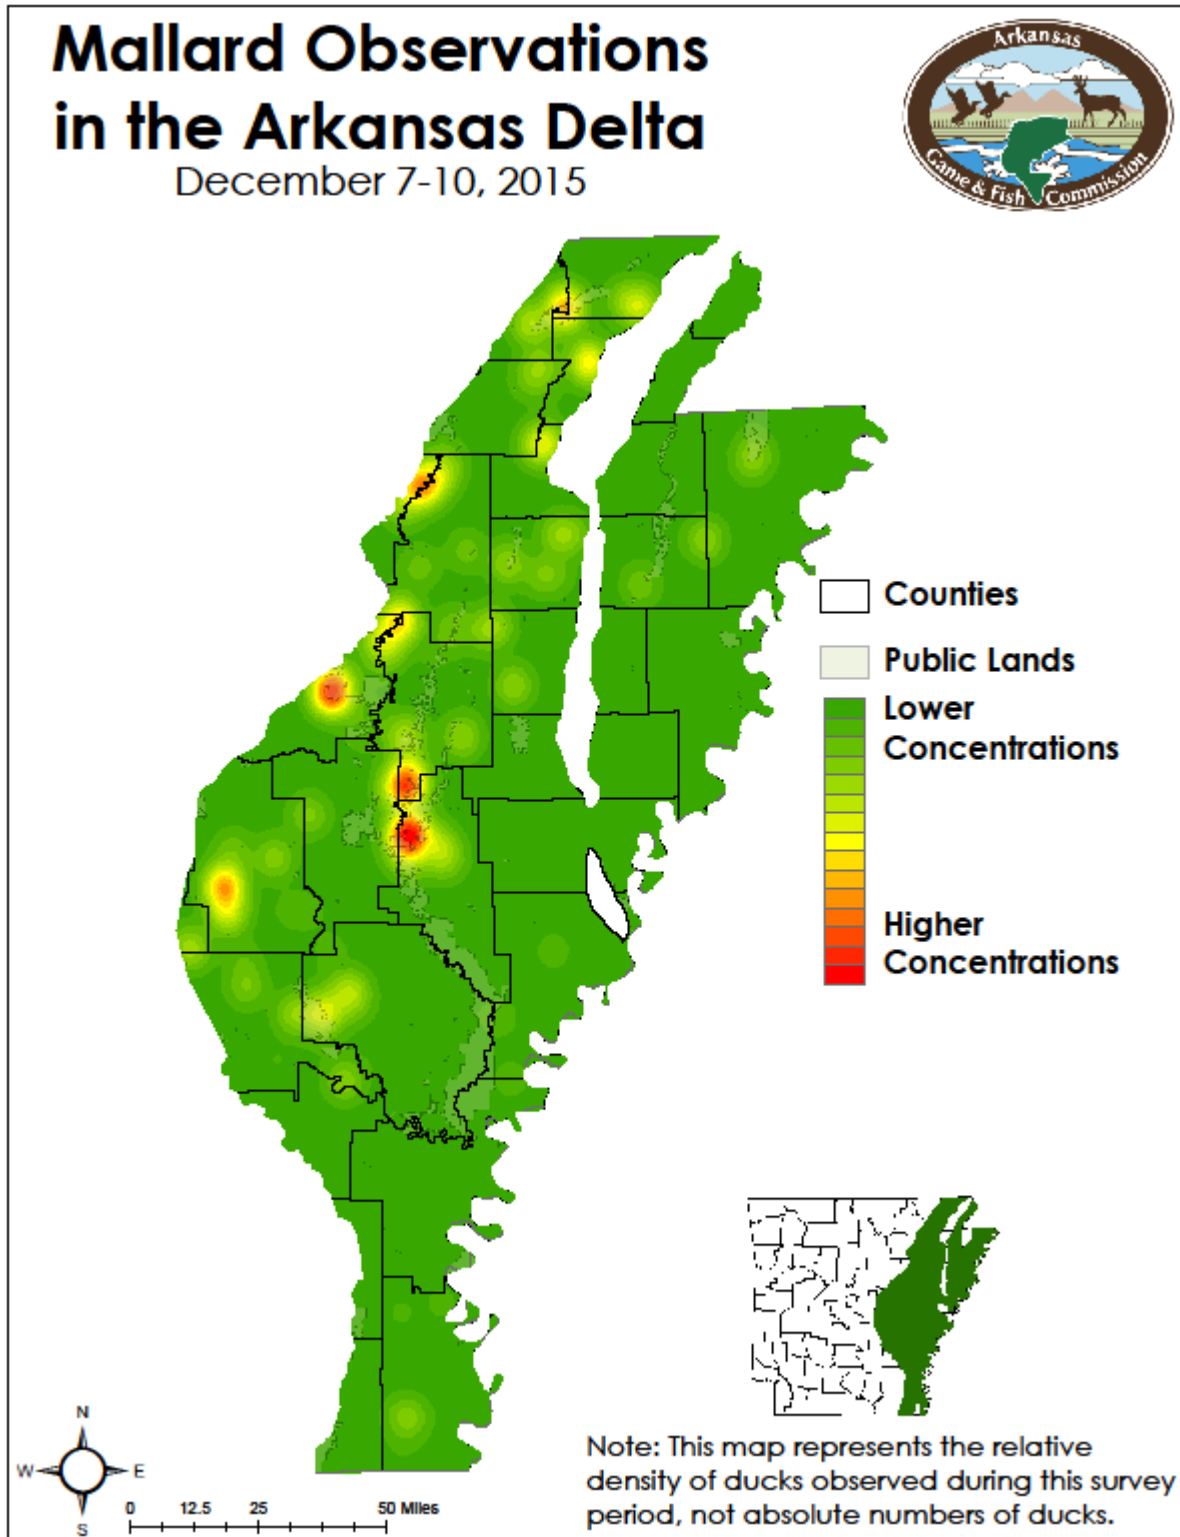 Mallard Observations
in the Arkansas Delta
December 7-10, 2015
Arkansas
Game & Fish Commission
Counties
Public Lands
Lower
Concentrations
Higher
Concentrations
N
W E
S
0 12.5 25 50 Miles
Note: This map represents the relative
density of ducks observed during this survey
period, not absolute numbers of ducks.